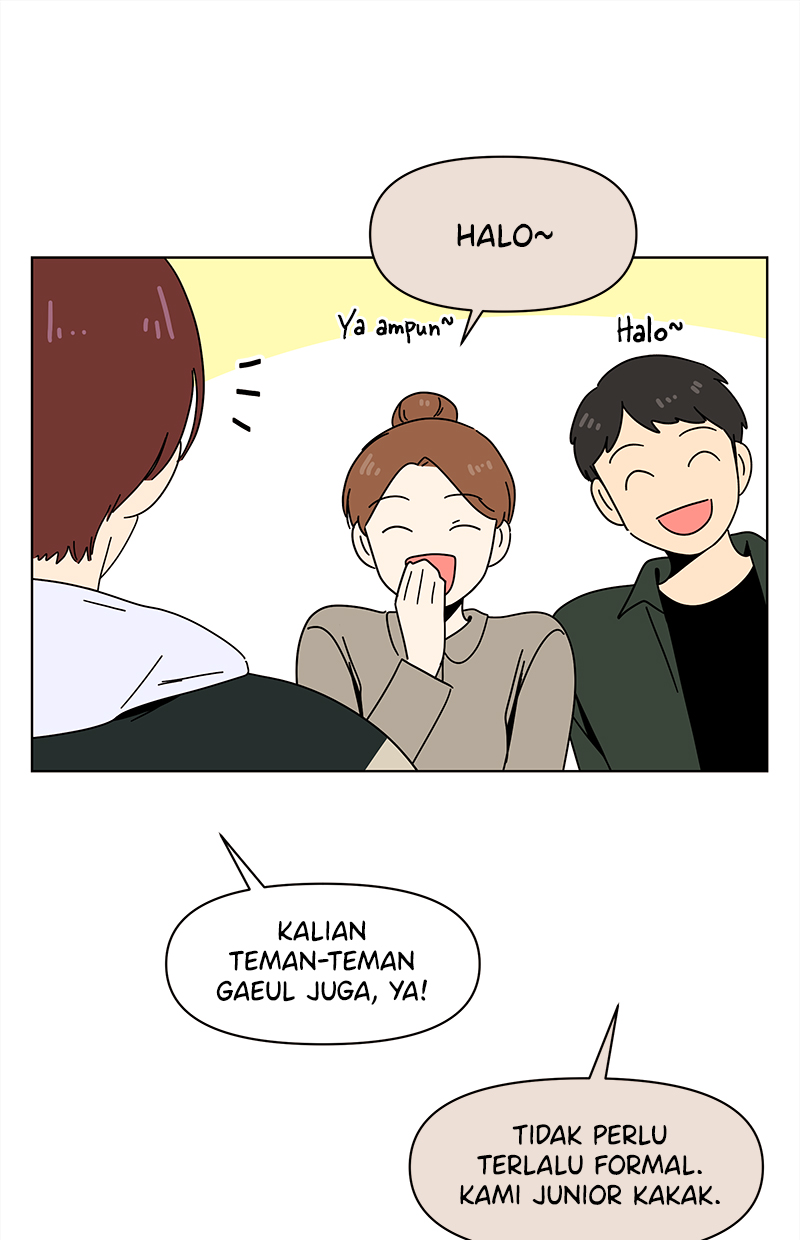 HALO~
Ya ampun~
Halo~
KALIAN
TEMAN-TEMAN
GAEUL JUGA, YA!
TIDAK PERLU
TERLALU FORMAL.
KAMI JUNIOR KAKAK.